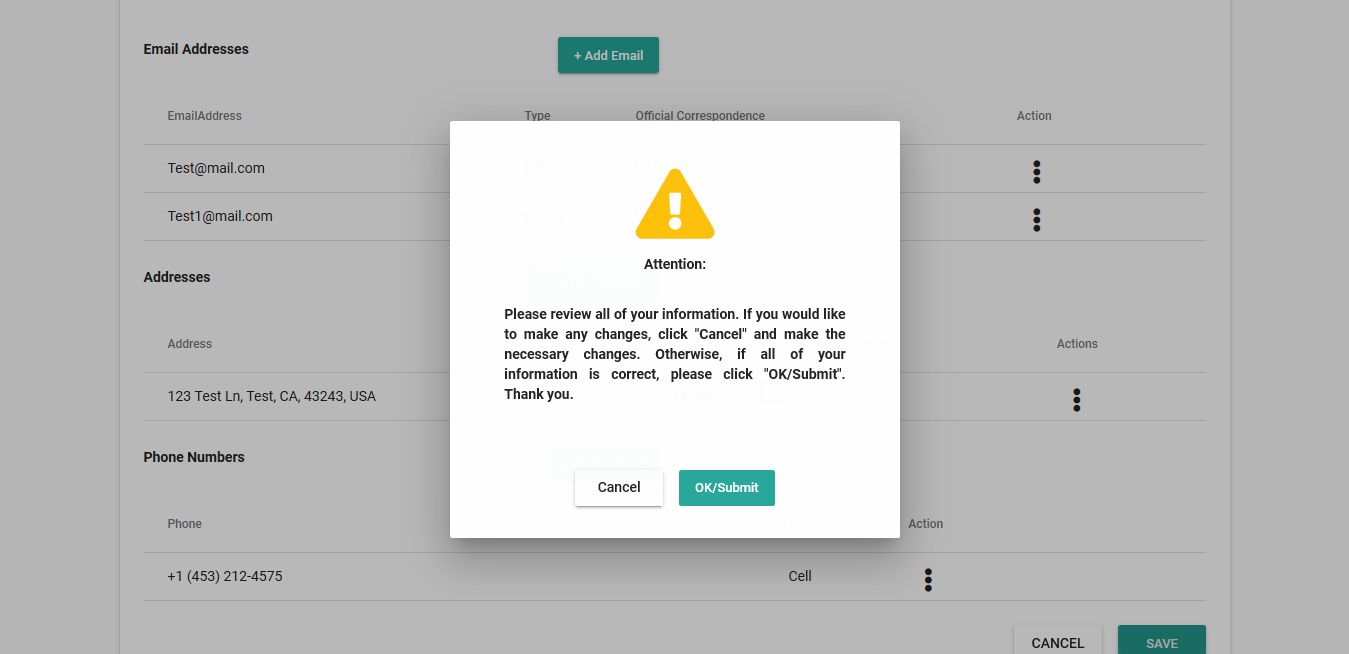 Email Addresses
+ Add Email
EmailAddress Type Official Correspondence Action
Test@mail.com
Test1@mail.com
Addresses
Address Actions
123 Test Ln, Test, CA, 43243, USA
Phone Numbers
Phone Action
+1 (453) 212-4575 Cell
CANCEL SAVE
Attention:
Please review all of your information. If you would like
to make any changes, click "Cancel" and make the
necessary changes. Otherwise, if all of your
information is correct, please click "OK/Submit".
Thank you.
Cancel OK/Submit